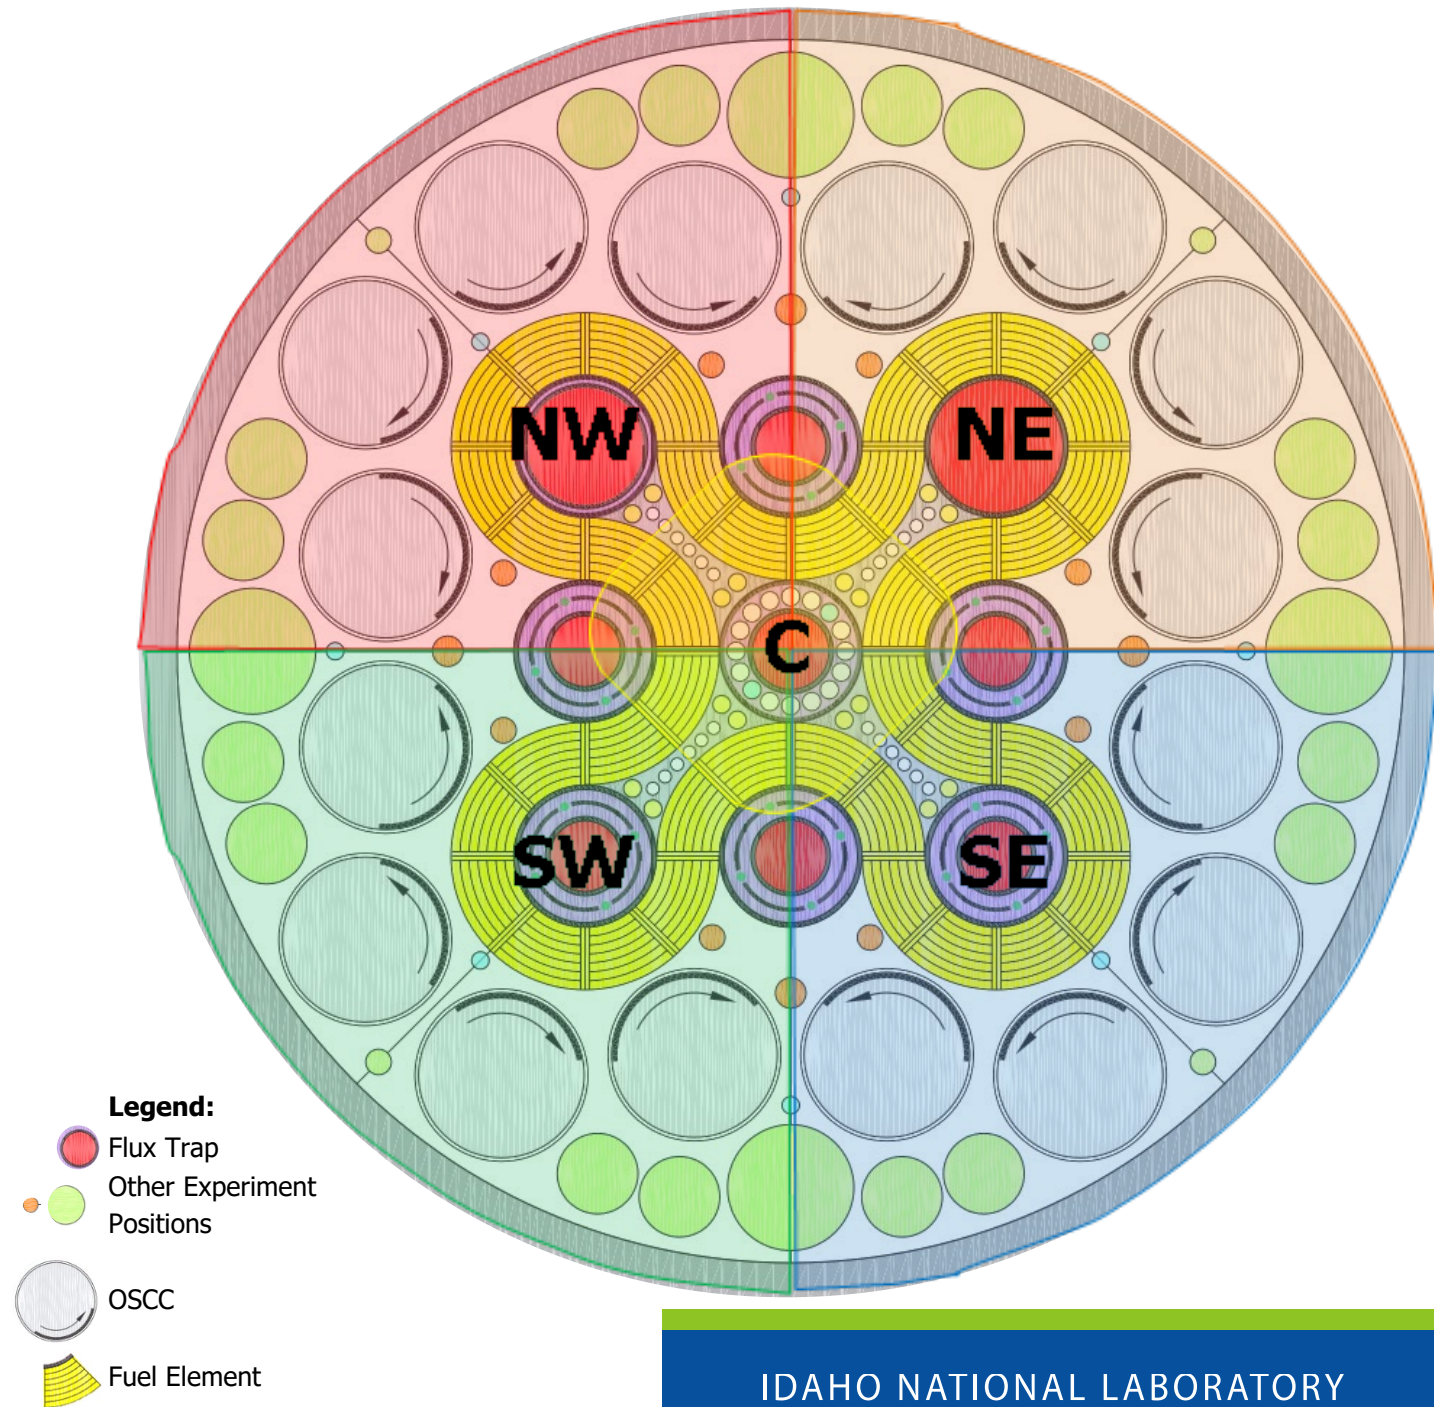 NW
NE
C
SW
SE
Legend:
Flux Trap
Other Experiment
Positions
OSCC
Fuel Element
IDAHO NATIONAL LABORATORY